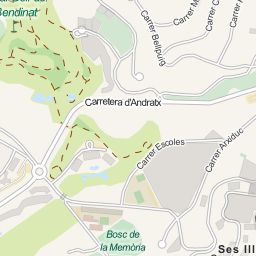 Bendinat
Carrer Bellpuig
Carrer M
Carrer
Carretera d'Andratx
Carrer Escoles
Carrer Arxiduc
Ses Ill
Bosc de
la Memòria